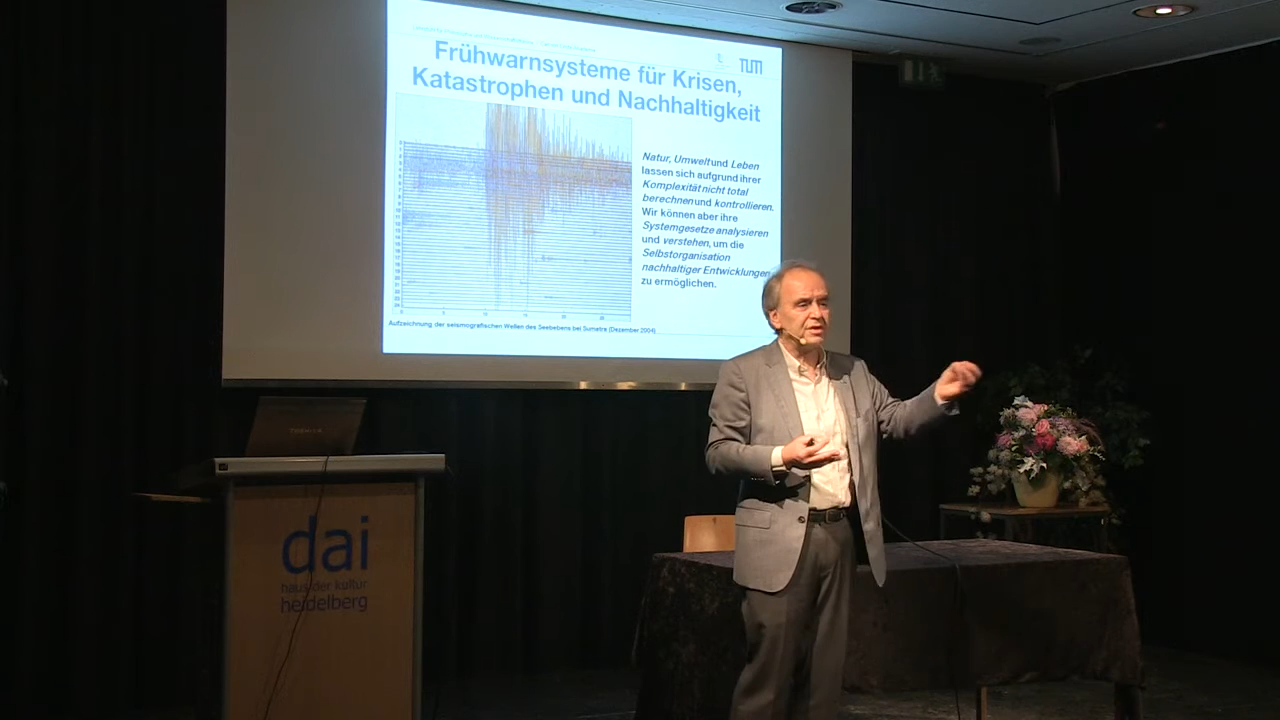 TUM
Frühwarnsysteme für Krisen,
Katastrophen und Nachhaltigkeit
Natur, Umwelt und Leben
lassen sich aufgrund ihrer
Komplexität nicht total
berechnen und kontrollieren.
Wir können aber ihre
Systemgesetze analysieren
und verstehen, um die
Selbstorganisation
nachhaltiger Entwicklungen
zu ermöglichen.
Aufzeichnung der seismografischen Wellen des Seebebens bei Sumatra (Dezember 2004)
TOSHIBA
dai
haus der kultur
heidelberg